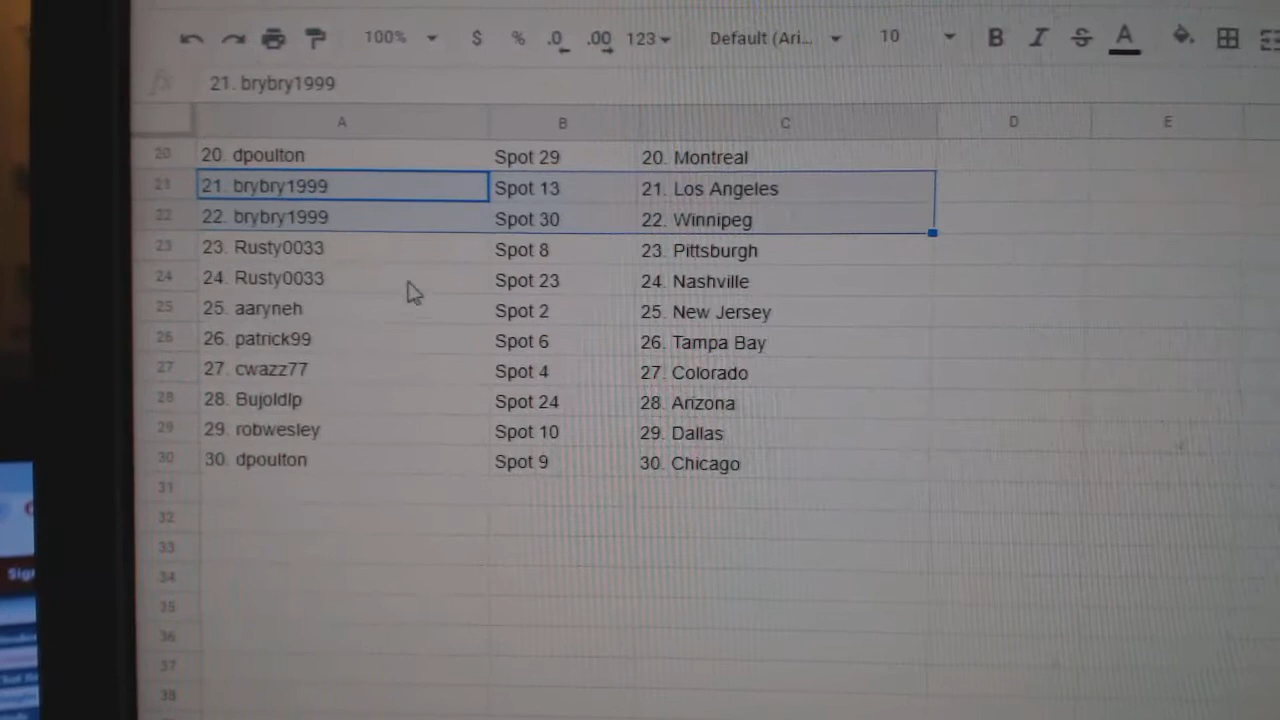 100% $ % .0 .00 123 Default (Ari... 10 B I S A
fx 21. brybry1999
A B C D E
20 20. dpoulton Spot 29 20. Montreal
21 21. brybry1999 Spot 13 21. Los Angeles
22 22. brybry1999 Spot 30 22. Winnipeg
23 23. Rusty0033 Spot 8 23. Pittsburgh
24 24. Rusty0033 Spot 23 24. Nashville
25 25. aaryneh Spot 2 25. New Jersey
26 26. patrick99 Spot 6 26. Tampa Bay
27 27. cwazz77 Spot 4 27. Colorado
28 28. Bujoldlp Spot 24 28. Arizona
29 29. robwesley Spot 10 29. Dallas
30 30. dpoulton Spot 9 30. Chicago
31
32
33
34
35
36
37
38